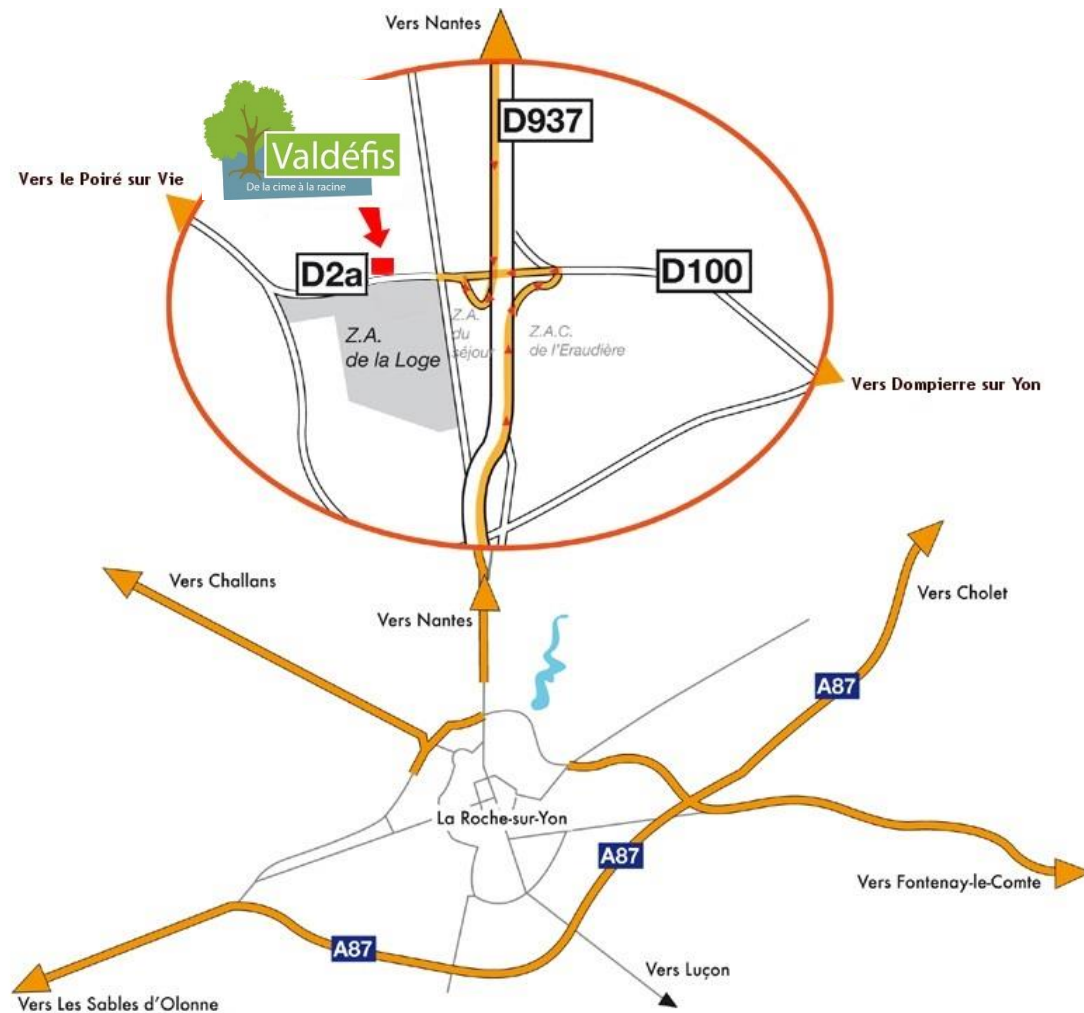 Vers Nantes
D937
Valdéfis
De la cime à la racine
Vers le Poiré sur Vie
D2a
D100
Z.A.
du
séjour
Z.A.C.
de l'Eraudière
Z.A.
de la Loge
Vers Dompierre sur Yon
Vers Challans
Vers Nantes
Vers Cholet
A87
La Roche-sur-Yon
A87
Vers Fontenay-le-Comte
A87
Vers Luçon
Vers Les Sables d'Olonne